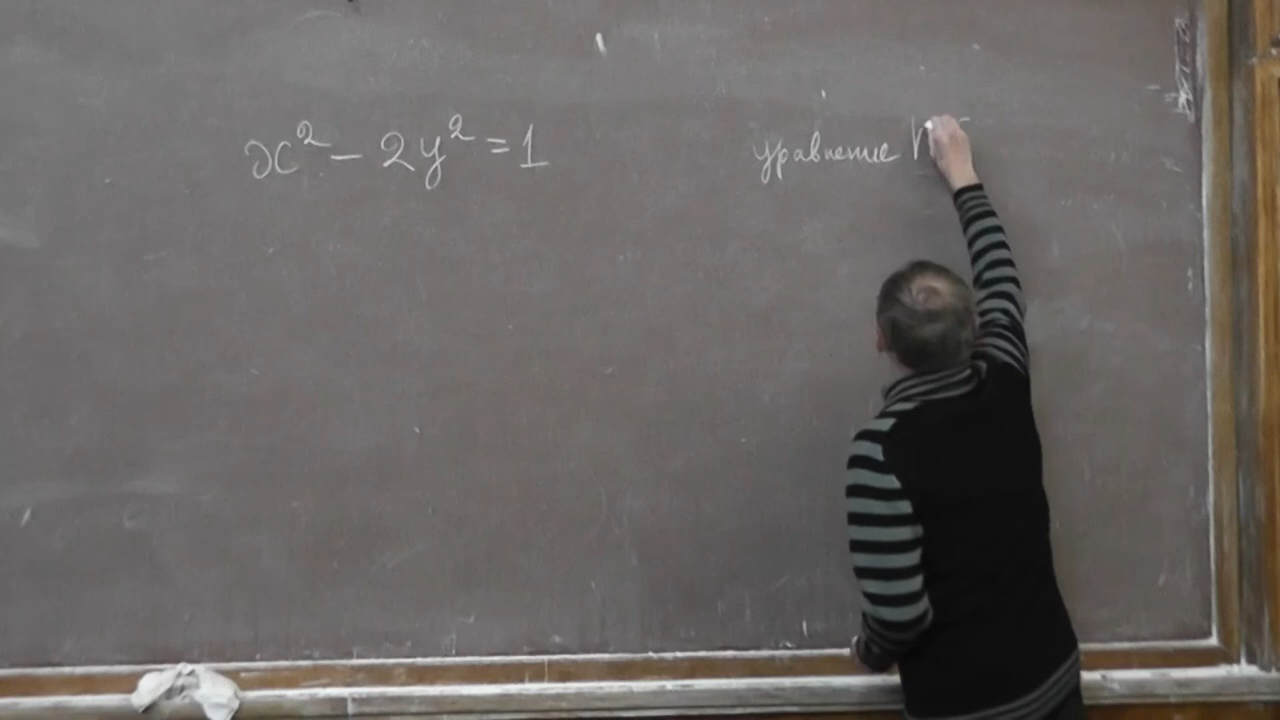 x² - 2y² = 1
уравнение